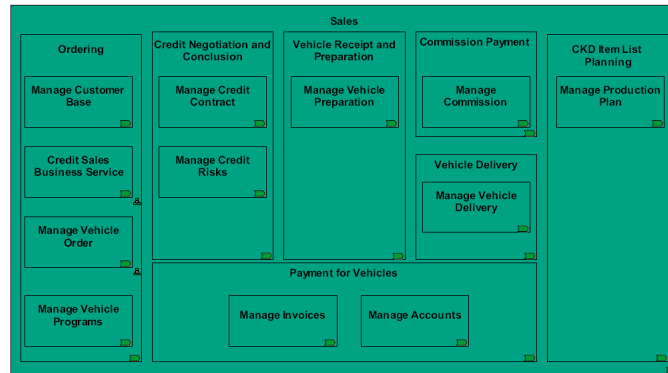 Sales
Ordering
Manage Customer
Base
Credit Sales
Business Service
Manage Vehicle
Order
Manage Vehicle
Programs
Credit Negotiation and
Conclusion
Manage Credit
Contract
Manage Credit
Risks
Vehicle Receipt and
Preparation
Manage Vehicle
Preparation
Commission Payment
Manage
Commission
Vehicle Delivery
Manage Vehicle
Delivery
Payment for Vehicles
Manage Invoices
Manage Accounts
CKD Item List
Planning
Manage Production
Plan